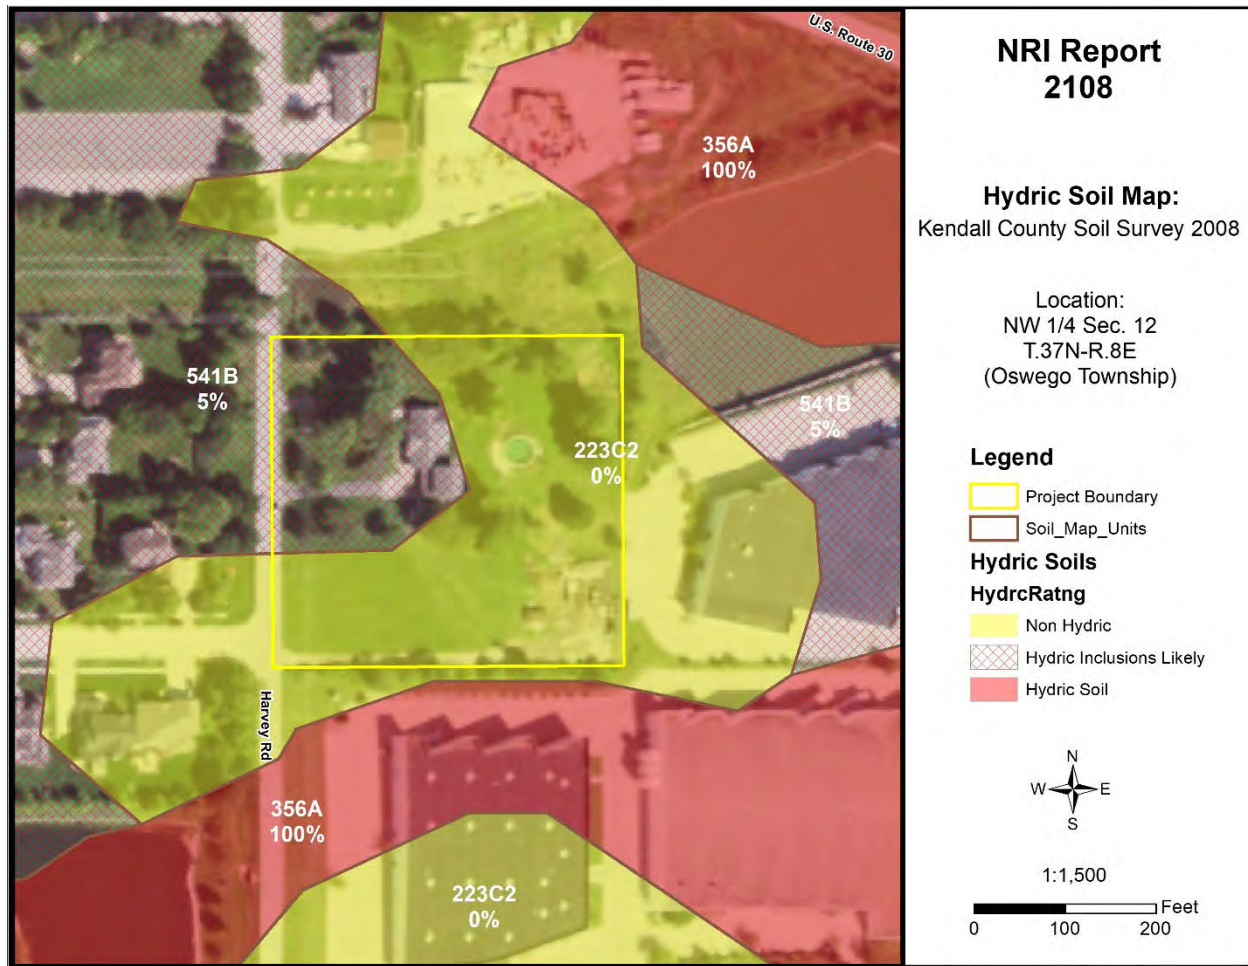 U.S. Route 30
356A
100%
541B
5%
541B
5%
223C2
0%
Harvey Rd
356A
100%
223C2
0%
NRI Report
2108
Hydric Soil Map:
Kendall County Soil Survey 2008
Location:
NW 1/4 Sec. 12
T.37N-R.8E
(Oswego Township)
Legend
Project Boundary
Soil_Map_Units
Hydric Soils
HydrcRatng
Non Hydric
Hydric Inclusions Likely
Hydric Soil
N
W E
S
1:1,500
Feet
0 100 200